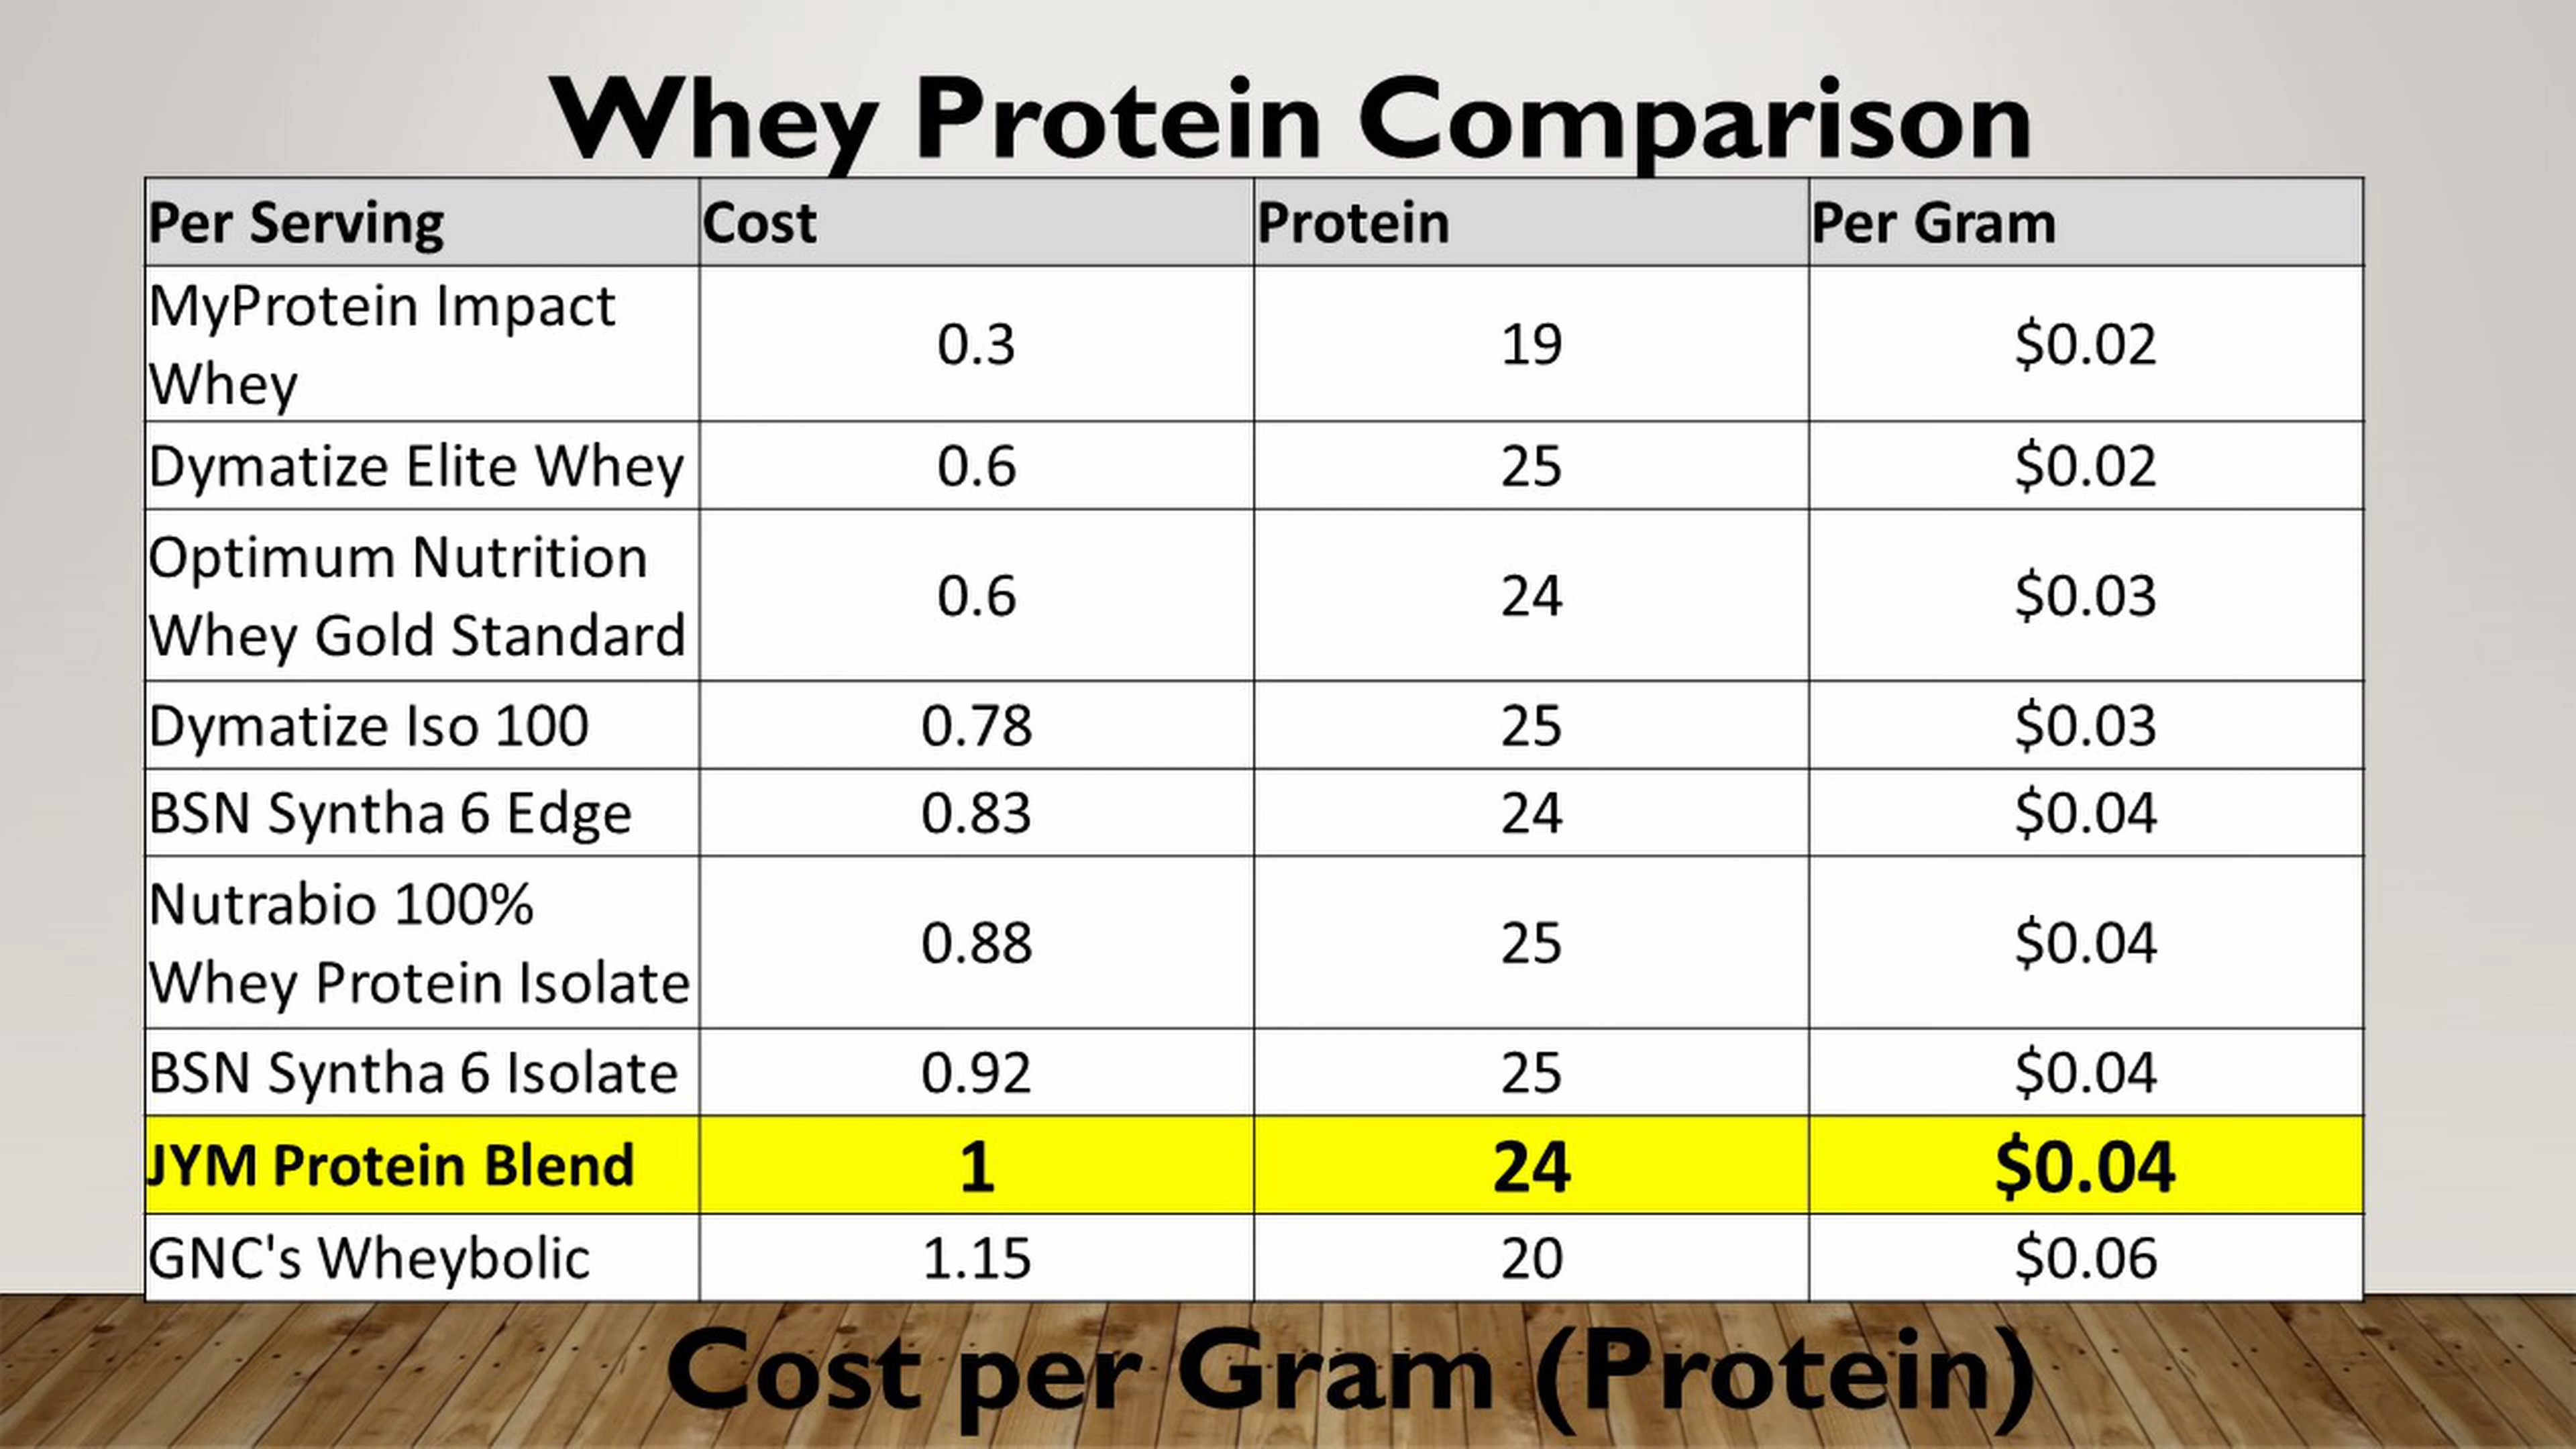 Whey Protein Comparison
Per Serving Cost Protein Per Gram
MyProtein Impact
Whey 0.3 19 $0.02
Dymatize Elite Whey 0.6 25 $0.02
Optimum Nutrition
Whey Gold Standard 0.6 24 $0.03
Dymatize Iso 100 0.78 25 $0.03
BSN Syntha 6 Edge 0.83 24 $0.04
Nutrabio 100%
Whey Protein Isolate 0.88 25 $0.04
BSN Syntha 6 Isolate 0.92 25 $0.04
JYM Protein Blend 1 24 $0.04
GNC's Wheybolic 1.15 20 $0.06
Cost per Gram (Protein)